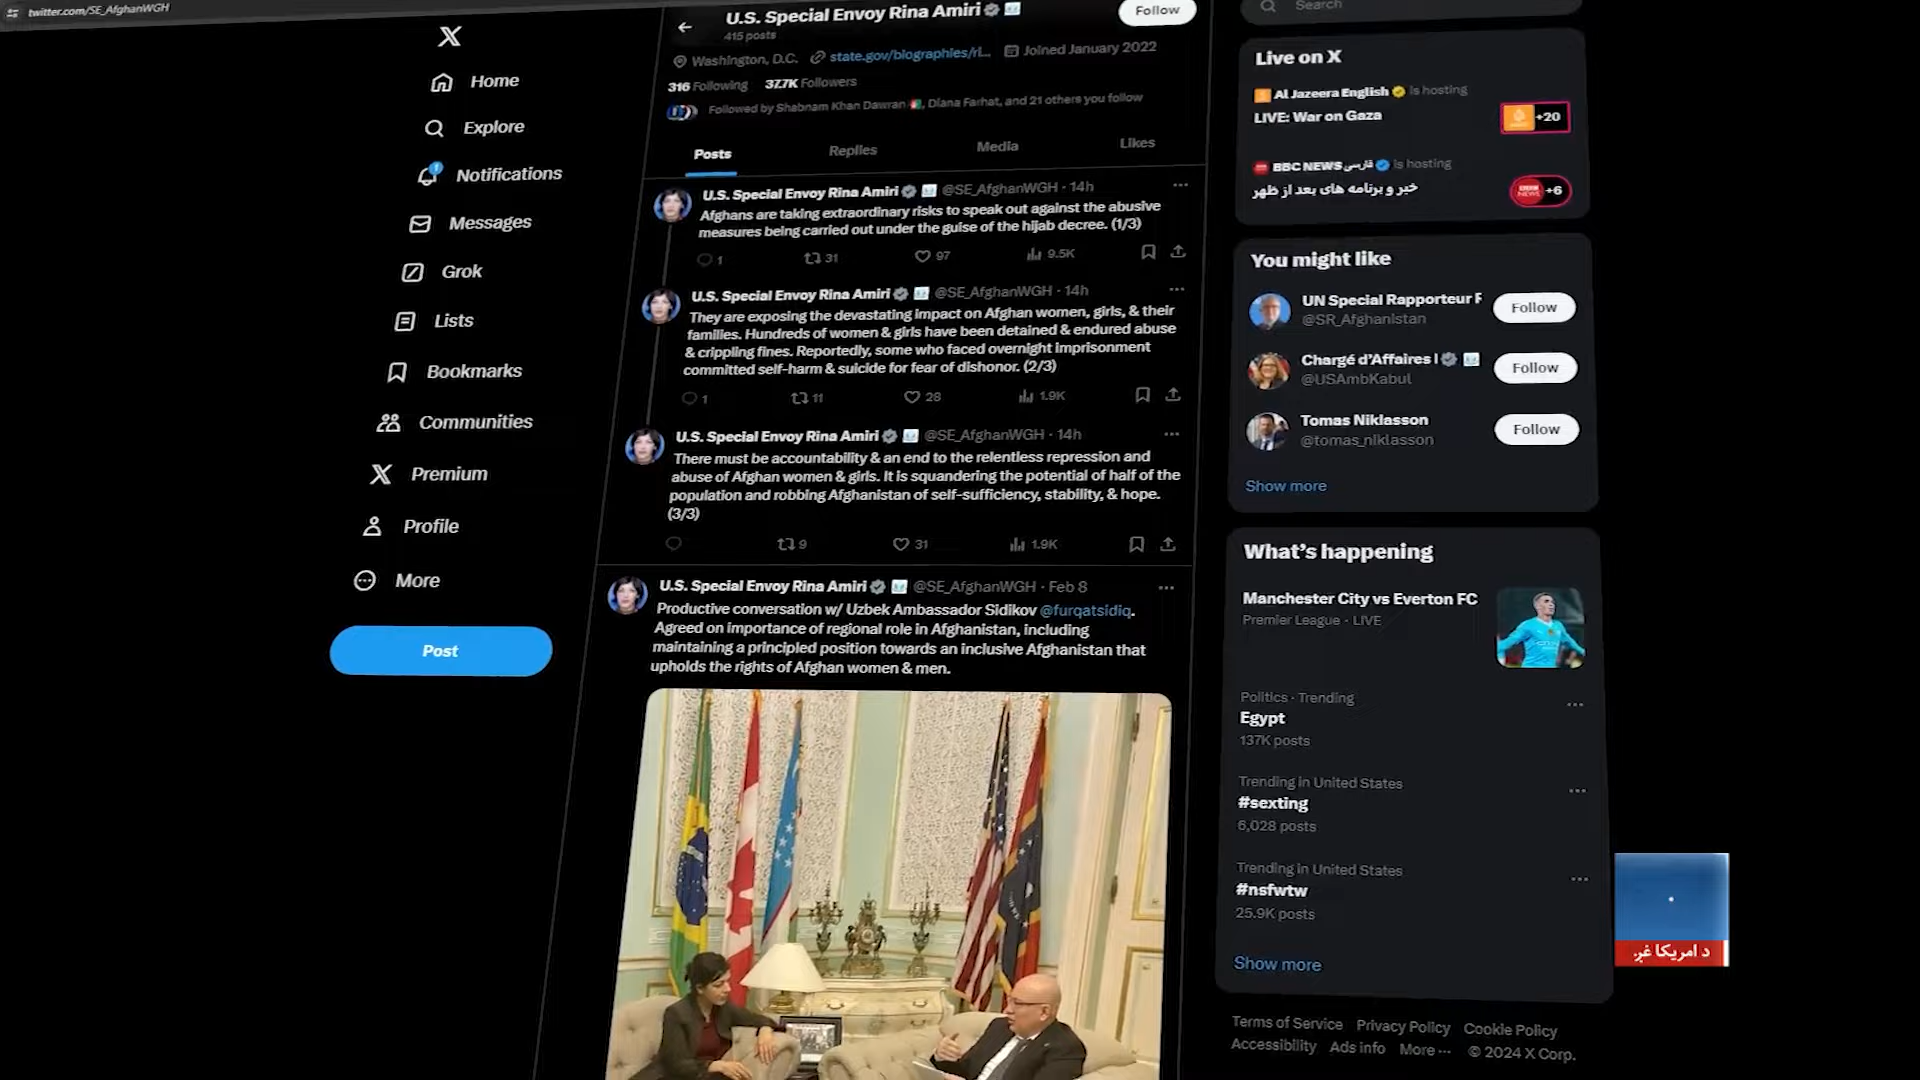 twitter.com/SE_AfghanWGH
Home
Explore
Notifications
Messages
Grok
Lists
Bookmarks
Communities
Premium
Profile
More
Post
U.S. Special Envoy Rina Amiri
415 posts
Follow
Washington, D.C. state.gov/biographies/ri... Joined January 2022
316 Following 37.7K Followers
Followed by Shabnam Khan Dawran, Diana Farhat, and 21 others you follow
Posts Replies Media Likes
U.S. Special Envoy Rina Amiri @SE_AfghanWGH · 14h
Afghans are taking extraordinary risks to speak out against the abusive
measures being carried out under the guise of the hijab decree. (1/3)
1 31 97 9.5K
U.S. Special Envoy Rina Amiri @SE_AfghanWGH · 14h
They are exposing the devastating impact on Afghan women, girls, & their
families. Hundreds of women & girls have been detained & endured abuse
& crippling fines. Reportedly, some who faced overnight imprisonment
committed self-harm & suicide for fear of dishonor. (2/3)
1 11 28 1.9K
U.S. Special Envoy Rina Amiri @SE_AfghanWGH · 14h
There must be accountability & an end to the relentless repression and
abuse of Afghan women & girls. It is squandering the potential of half of the
population and robbing Afghanistan of self-sufficiency, stability, & hope.
(3/3)
9 31 1.9K
U.S. Special Envoy Rina Amiri @SE_AfghanWGH · Feb 8
Productive conversation w/ Uzbek Ambassador Sidikov @furqatsidiq.
Agreed on importance of regional role in Afghanistan, including
maintaining a principled position towards an inclusive Afghanistan that
upholds the rights of Afghan women & men.
Search
Live on X
Al Jazeera English is hosting
LIVE: War on Gaza
+20
BBC NEWS فارسی is hosting
خبر و برنامه های بعد از ظهر
BBC NEWS +6
You might like
UN Special Rapporteur F
@SR_Afghanistan
Follow
Chargé d'Affaires I
@USAmbKabul
Follow
Tomas Niklasson
@tomas_niklasson
Follow
Show more
What's happening
Manchester City vs Everton FC
Premier League · LIVE
Politics · Trending
Egypt
137K posts
Trending in United States
#sexting
6,028 posts
Trending in United States
#nsfwtw
25.9K posts
Show more
Terms of Service Privacy Policy Cookie Policy
Accessibility Ads info More ··· © 2024 X Corp.
د امریکا غږ